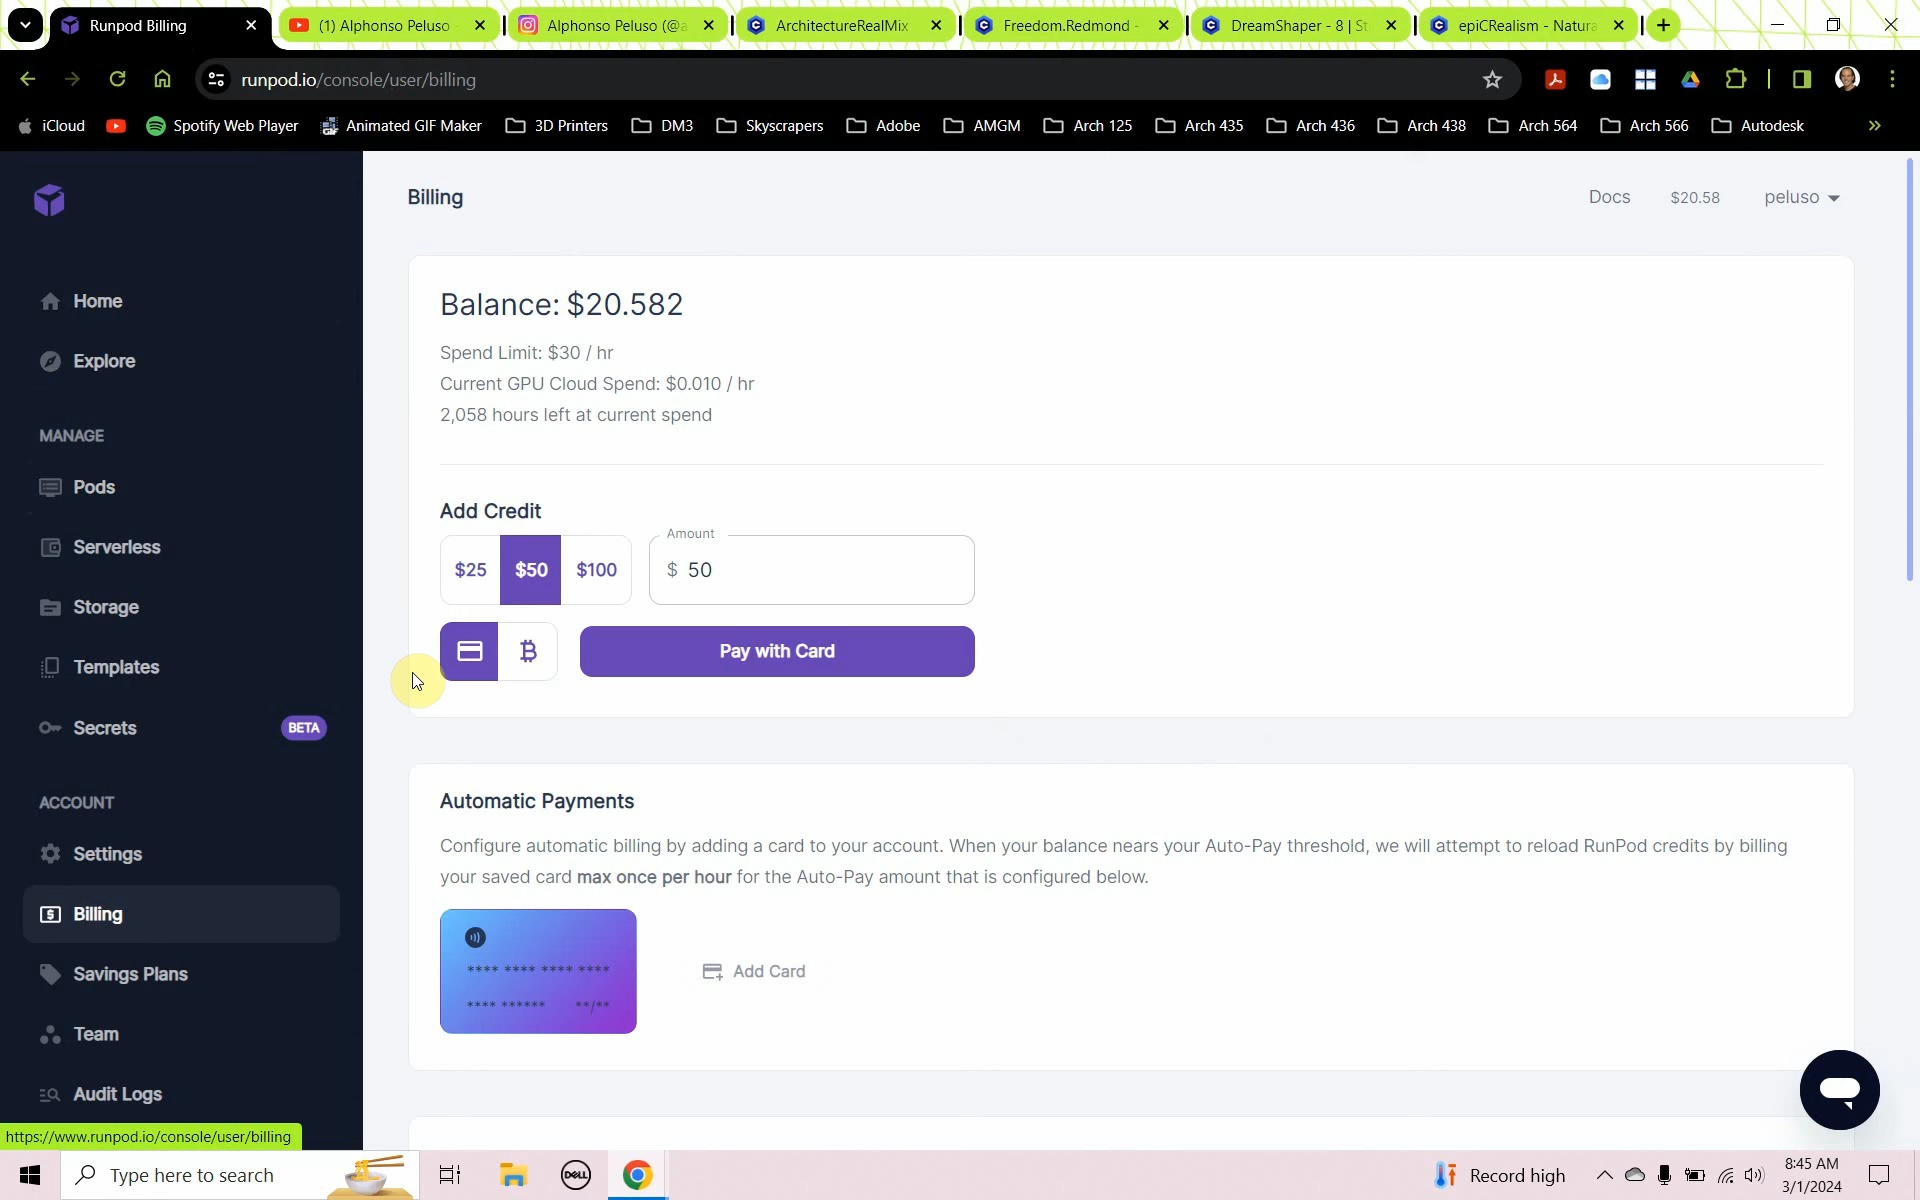 Runpod Billing
(1) Alphonso Peluso
Alphonso Peluso (@a
ArchitectureRealMix
Freedom.Redmond -
DreamShaper - 8 | St
epiCRealism - Natura
runpod.io/console/user/billing
iCloud
Spotify Web Player
Animated GIF Maker
3D Printers
DM3
Skyscrapers
Adobe
AMGM
Arch 125
Arch 435
Arch 436
Arch 438
Arch 564
Arch 566
Autodesk
»
Billing
Docs
$20.58
peluso
Home
Explore
MANAGE
Pods
Serverless
Storage
Templates
Secrets
BETA
ACCOUNT
Settings
Billing
Savings Plans
Team
Audit Logs
Balance: $20.582
Spend Limit: $30 / hr
Current GPU Cloud Spend: $0.010 / hr
2,058 hours left at current spend
Add Credit
$25
$50
$100
Amount
$ 50
Pay with Card
Automatic Payments
Configure automatic billing by adding a card to your account. When your balance nears your Auto-Pay threshold, we will attempt to reload RunPod credits by billing
your saved card max once per hour for the Auto-Pay amount that is configured below.
**** **** **** ****
**** ****** **/**
Add Card
https://www.runpod.io/console/user/billing
Type here to search
DELL
Record high
8:45 AM
3/1/2024